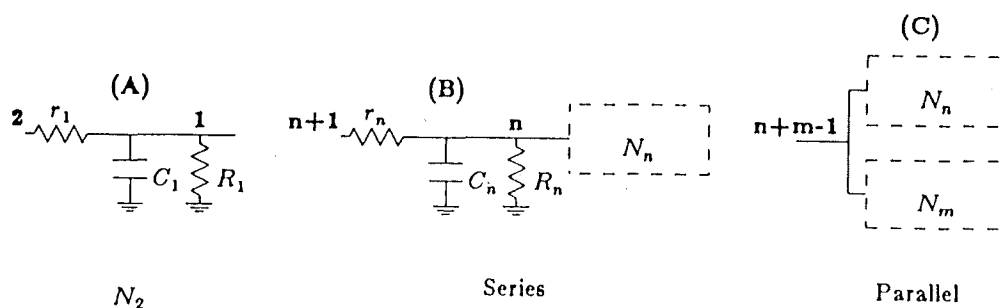 (A)
2
r₁
1
C₁
R₁
N₂
(B)
n+1
rₙ
n
Cₙ
Rₙ
Nₙ
Series
(C)
n+m-1
Nₙ
Nₘ
Parallel